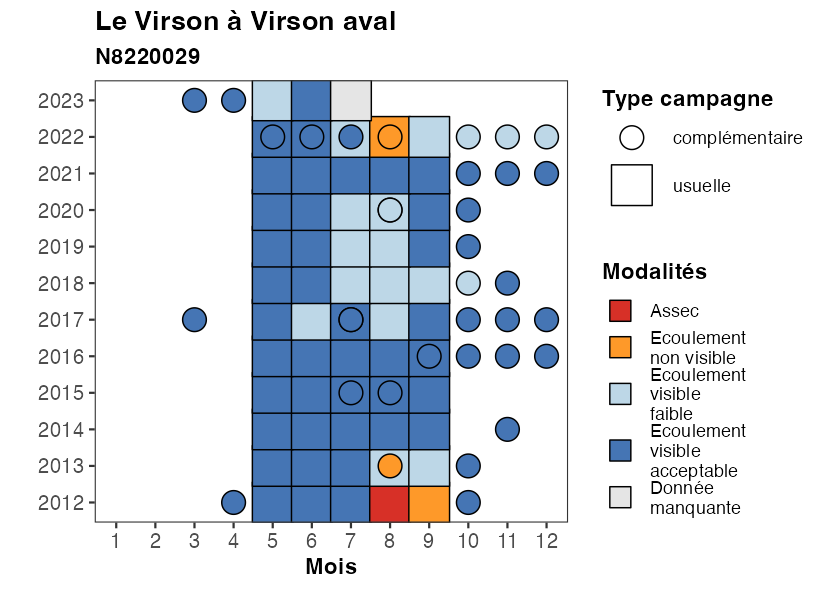 Le Virson à Virson aval
N8220029
2023
2022
2021
2020
2019
2018
2017
2016
2015
2014
2013
2012
1 2 3 4 5 6 7 8 9 10 11 12
Mois
Type campagne
complémentaire
usuelle
Modalités
Assec
Ecoulement
non visible
Ecoulement
visible
faible
Ecoulement
visible
acceptable
Donnée
manquante